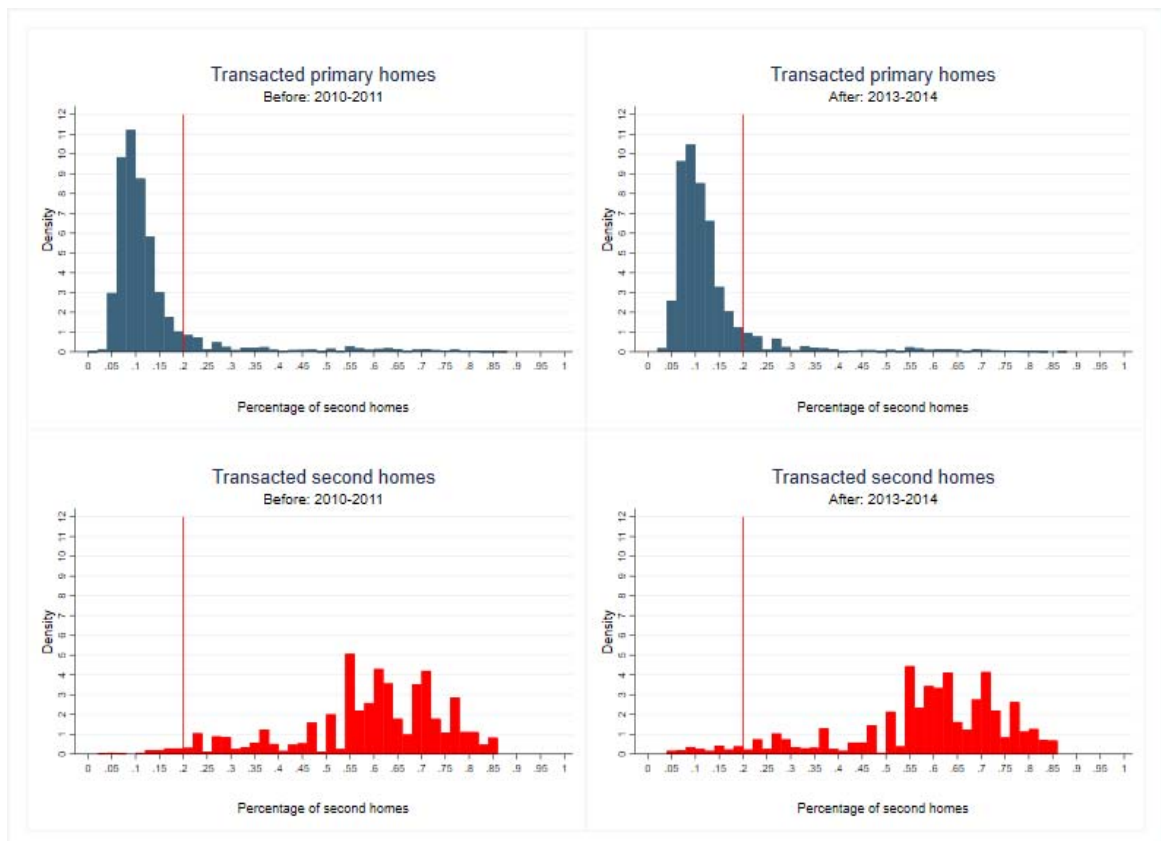 Transacted primary homes
Before: 2010-2011
Density
0 1 2 3 4 5 6 7 8 9 10 11 12
0 .05 .1 .15 .2 .25 .3 .35 .4 .45 .5 .55 .6 .65 .7 .75 .8 .85 .9 .95 1
Percentage of second homes
Transacted primary homes
After: 2013-2014
Density
0 1 2 3 4 5 6 7 8 9 10 11 12
0 .05 .1 .15 .2 .25 .3 .35 .4 .45 .5 .55 .6 .65 .7 .75 .8 .85 .9 .95 1
Percentage of second homes
Transacted second homes
Before: 2010-2011
Density
0 1 2 3 4 5 6 7 8 9 10 11 12
0 .05 .1 .15 .2 .25 .3 .35 .4 .45 .5 .55 .6 .65 .7 .75 .8 .85 .9 .95 1
Percentage of second homes
Transacted second homes
After: 2013-2014
Density
0 1 2 3 4 5 6 7 8 9 10 11 12
0 .05 .1 .15 .2 .25 .3 .35 .4 .45 .5 .55 .6 .65 .7 .75 .8 .85 .9 .95 1
Percentage of second homes